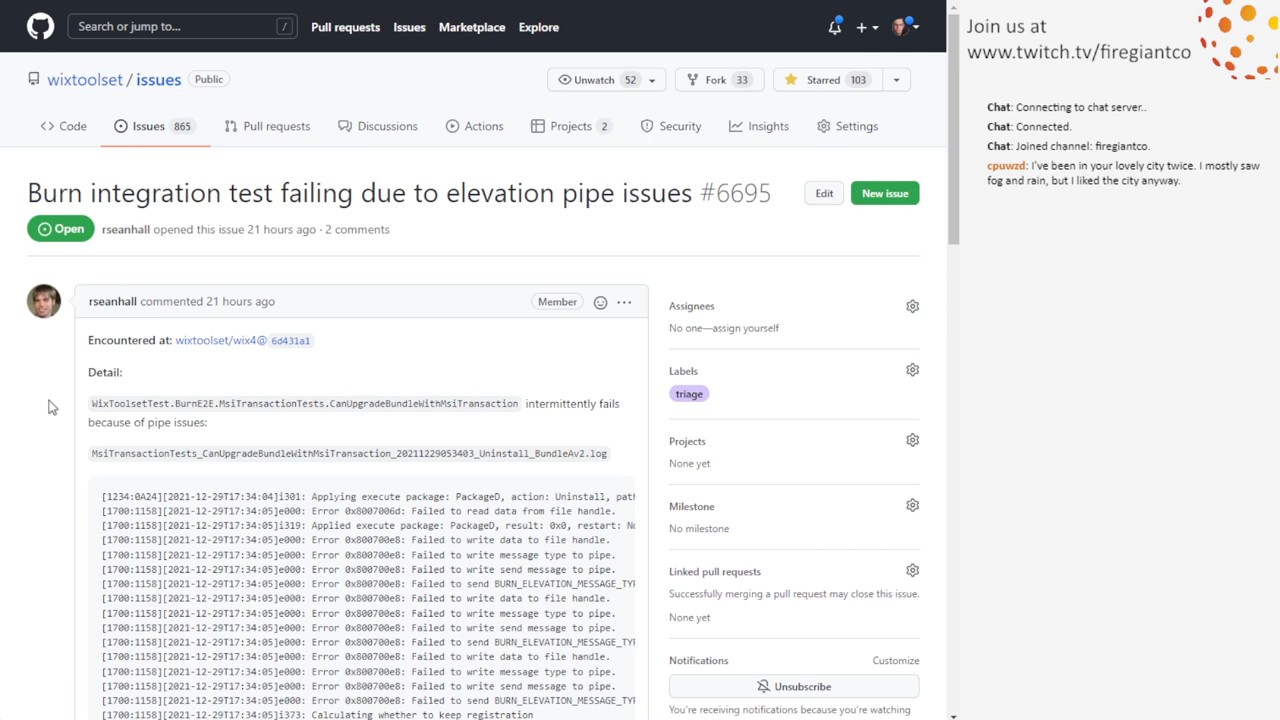 Search or jump to...
/
Pull requests
Issues
Marketplace
Explore
wixtoolset / issues
Public
Unwatch 52
Fork 33
Starred 103
Code
Issues 865
Pull requests
Discussions
Actions
Projects 2
Security
Insights
Settings
Burn integration test failing due to elevation pipe issues #6695
Edit
New issue
Open
rseanhall opened this issue 21 hours ago · 2 comments
rseanhall commented 21 hours ago
Member
Encountered at: wixtoolset/wix4@ 6d431a1
Detail:
WixToolsetTest.BurnE2E.MsiTransactionTests.CanUpgradeBundleWithMsiTransaction intermittently fails
because of pipe issues:
MsiTransactionTests_CanUpgradeBundleWithMsiTransaction_20211229053403_Uninstall_BundleAv2.log
[1234:0A24][2021-12-29T17:34:04]i301: Applying execute package: PackageD, action: Uninstall, path
[1700:1158][2021-12-29T17:34:05]e000: Error 0x8007006d: Failed to read data from file handle.
[1700:1158][2021-12-29T17:34:05]i319: Applied execute package: PackageD, result: 0x0, restart: No
[1700:1158][2021-12-29T17:34:05]e000: Error 0x800700e8: Failed to write data to file handle.
[1700:1158][2021-12-29T17:34:05]e000: Error 0x800700e8: Failed to write message type to pipe.
[1700:1158][2021-12-29T17:34:05]e000: Error 0x800700e8: Failed to write send message to pipe.
[1700:1158][2021-12-29T17:34:05]e000: Error 0x800700e8: Failed to send BURN_ELEVATION_MESSAGE_TYP
[1700:1158][2021-12-29T17:34:05]e000: Error 0x800700e8: Failed to write data to file handle.
[1700:1158][2021-12-29T17:34:05]e000: Error 0x800700e8: Failed to write message type to pipe.
[1700:1158][2021-12-29T17:34:05]e000: Error 0x800700e8: Failed to write send message to pipe.
[1700:1158][2021-12-29T17:34:05]e000: Error 0x800700e8: Failed to send BURN_ELEVATION_MESSAGE_TYP
[1700:1158][2021-12-29T17:34:05]e000: Error 0x800700e8: Failed to write data to file handle.
[1700:1158][2021-12-29T17:34:05]e000: Error 0x800700e8: Failed to write message type to pipe.
[1700:1158][2021-12-29T17:34:05]e000: Error 0x800700e8: Failed to write send message to pipe.
[1700:1158][2021-12-29T17:34:05]e000: Error 0x800700e8: Failed to send BURN_ELEVATION_MESSAGE_TYP
[1700:1158][2021-12-29T17:34:05]i373: Calculating whether to keep registration
Assignees
No one—assign yourself
Labels
triage
Projects
None yet
Milestone
No milestone
Linked pull requests
Successfully merging a pull request may close this issue.
None yet
Notifications
Customize
Unsubscribe
You're receiving notifications because you're watching
Join us at
www.twitch.tv/firegiantco
Chat: Connecting to chat server..
Chat: Connected.
Chat: Joined channel: firegiantco.
cpuwzd: I've been in your lovely city twice. I mostly saw
fog and rain, but I liked the city anyway.